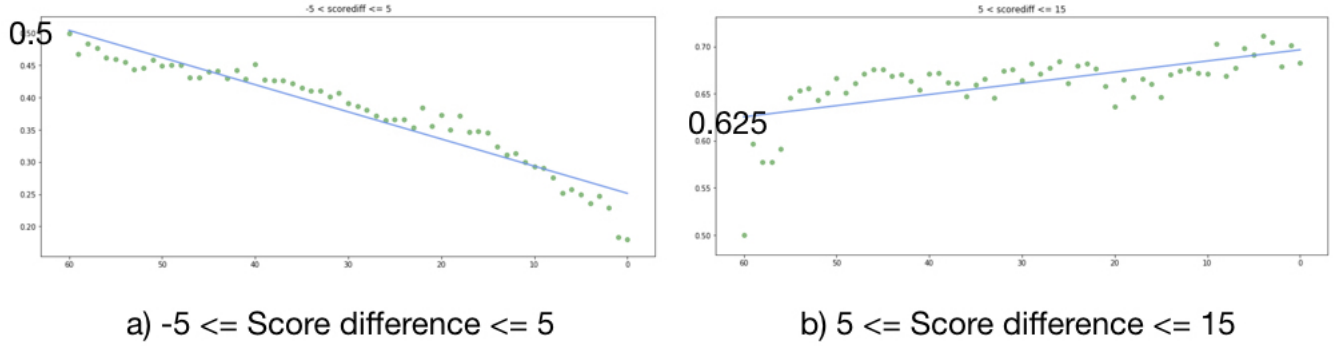 -5 < scorediff <= 5
0.5
0.45
0.40
0.35
0.30
0.25
0.20
60 50 40 30 20 10 0
a) -5 <= Score difference <= 5
5 < scorediff <= 15
0.70
0.65
0.625
0.60
0.55
0.50
60 50 40 30 20 10 0
b) 5 <= Score difference <= 15